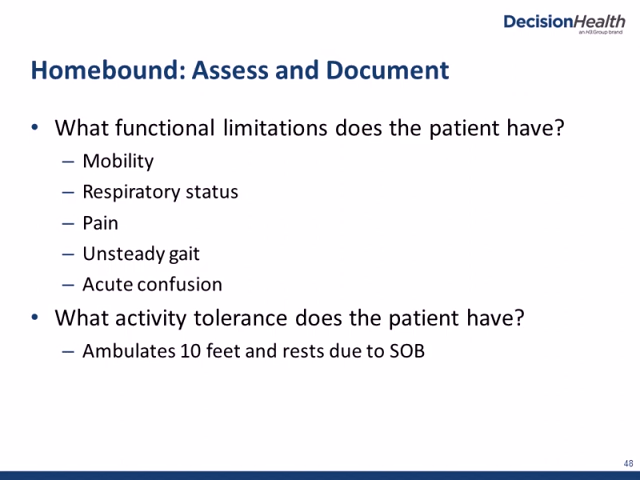 DecisionHealth
an H3.Group brand
Homebound: Assess and Document
• What functional limitations does the patient have?
– Mobility
– Respiratory status
– Pain
– Unsteady gait
– Acute confusion
• What activity tolerance does the patient have?
– Ambulates 10 feet and rests due to SOB
48